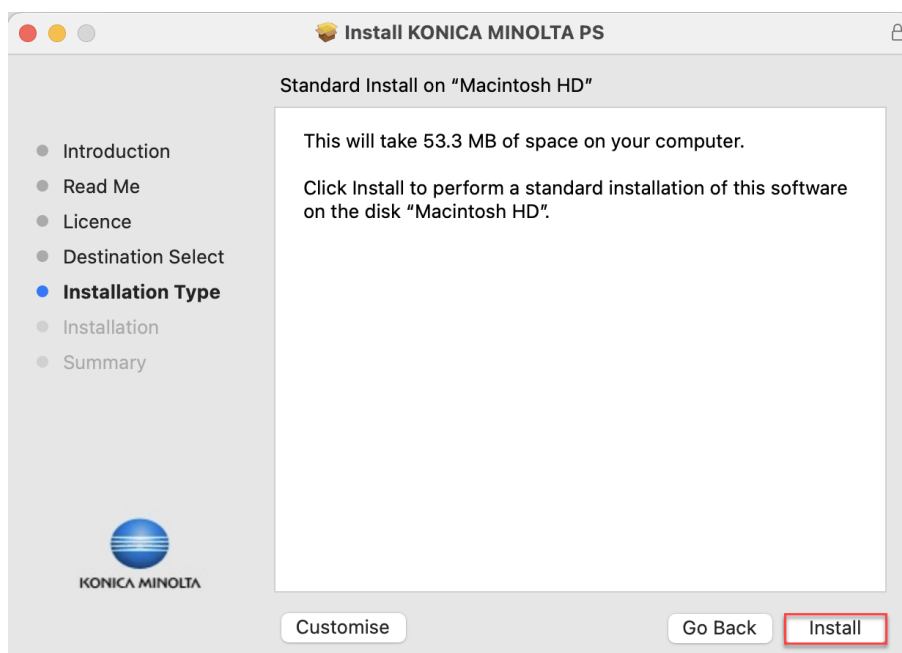 Install KONICA MINOLTA PS
Standard Install on “Macintosh HD”
Introduction
Read Me
Licence
Destination Select
Installation Type
Installation
Summary
This will take 53.3 MB of space on your computer.
Click Install to perform a standard installation of this software
on the disk “Macintosh HD”.
KONICA MINOLTA
Customise
Go Back
Install